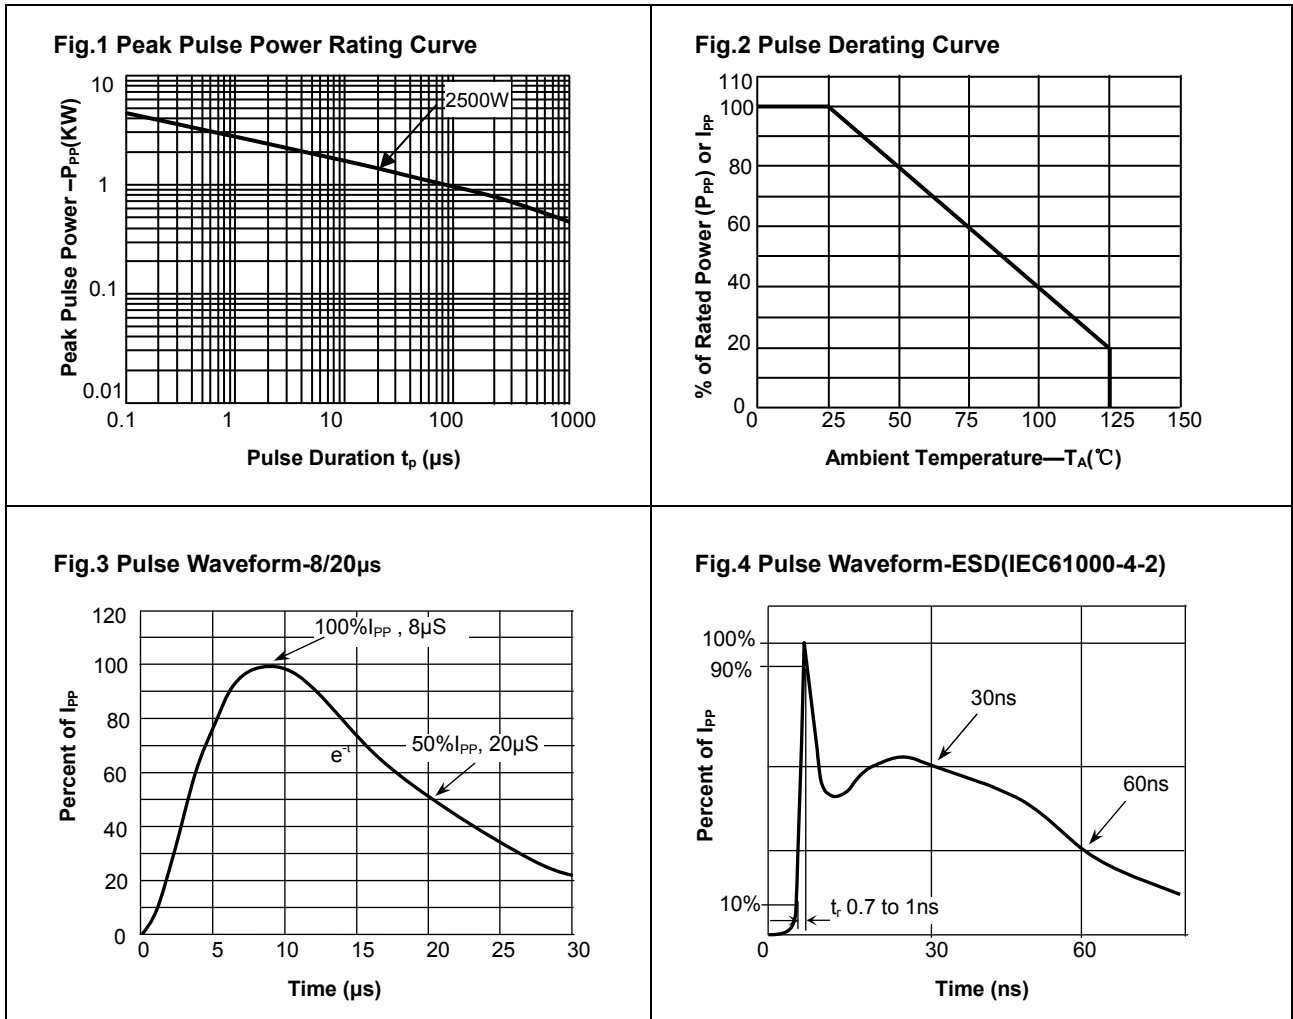 Fig.1 Peak Pulse Power Rating Curve
Peak Pulse Power –PPP(KW)
10
1
0.1
0.01
2500W
0.1 1 10 100 1000
Pulse Duration tp (µs)
Fig.2 Pulse Derating Curve
% of Rated Power (PPP) or IPP
110
100
80
60
40
20
0
25 50 75 100 125 150
Ambient Temperature—TA(℃)
Fig.3 Pulse Waveform-8/20µs
Percent of IPP
120
100
80
60
40
20
0
100%IPP , 8µS
e-t
50%IPP, 20µS
0 5 10 15 20 25 30
Time (µs)
Fig.4 Pulse Waveform-ESD(IEC61000-4-2)
Percent of IPP
100%
90%
10%
30ns
60ns
tr 0.7 to 1ns
0 30 60
Time (ns)